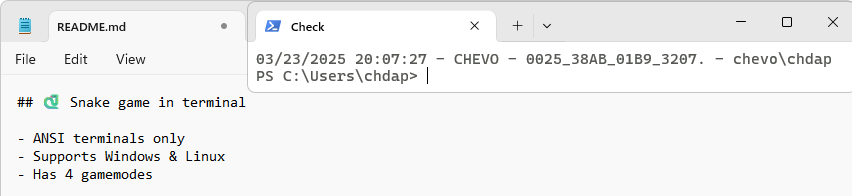 README.md
File Edit View
## 🐍 Snake game in terminal
- ANSI terminals only
- Supports Windows & Linux
- Has 4 gamemodes
Check
03/23/2025 20:07:27 - CHEVO - 0025_38AB_01B9_3207. - chevo\chdap
PS C:\Users\chdap>